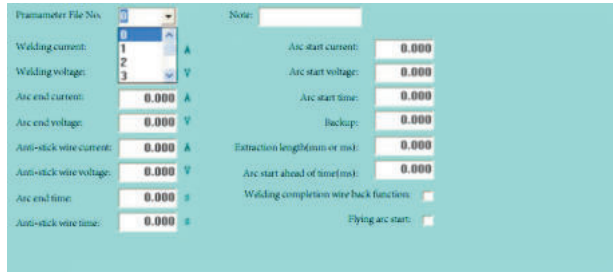 Pramameter File No. 0 Note:
0
Welding current: 1 A Arc start current: 0.000
2
Welding voltage: 3 V Arc start voltage: 0.000
Arc end current: 0.000 A Arc start time: 0.000
Arc end voltage: 0.000 V Backup: 0.000
Anti-stick wire current: 0.000 A Extraction length(mm or ms): 0.000
Anti-stick wire voltage: 0.000 V Arc start ahead of time(ms): 0.000
Arc end time: 0.000 s Welding completion wire back function:
Anti-stick wire time: 0.000 s Flying arc start: